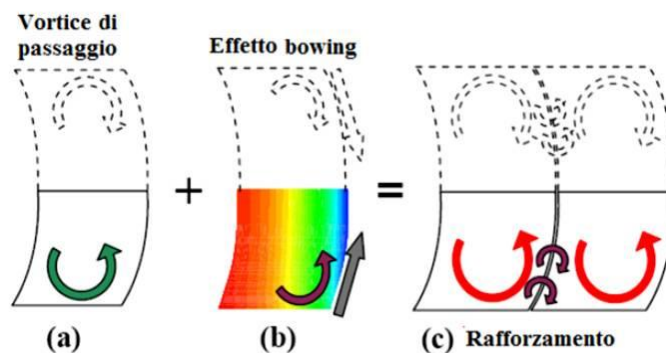 Vortice di
passaggio
Effetto bowing
+
=
(a)
(b)
(c) Rafforzamento